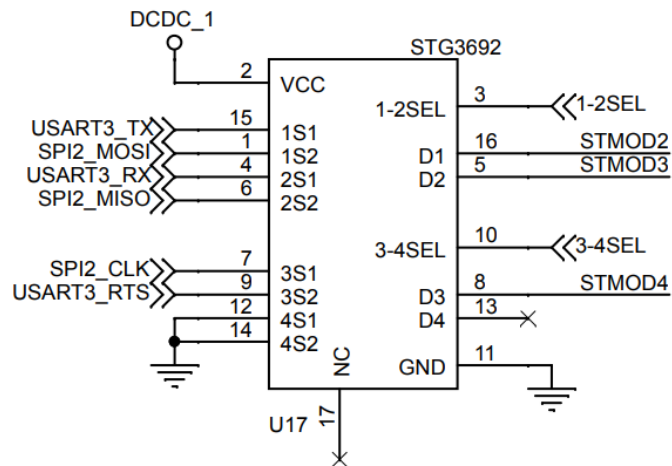 DCDC_1
STG3692
2 VCC
1-2SEL 3 1-2SEL
USART3_TX 15 1S1
SPI2_MOSI 1 1S2
D1 16 STMOD2
USART3_RX 4 2S1
D2 5 STMOD3
SPI2_MISO 6 2S2
3-4SEL 10 3-4SEL
SPI2_CLK 7 3S1
USART3_RTS 9 3S2
D3 8 STMOD4
12 4S1
D4 13
14 4S2
GND 11
NC
U17
17